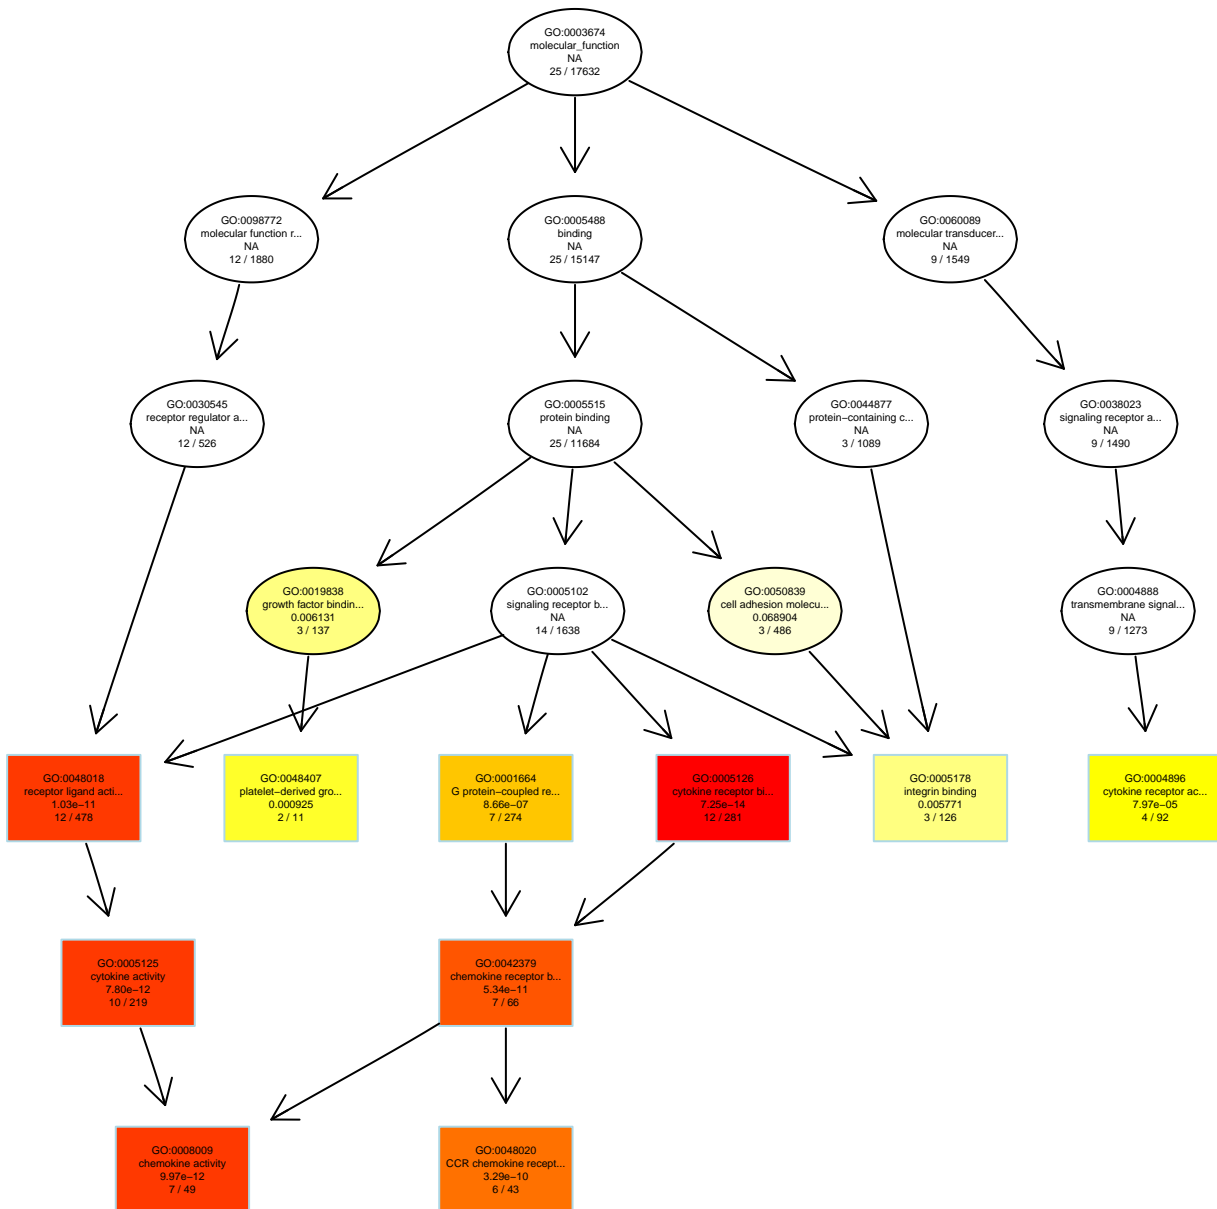 GO:0003674
molecular_function
NA
25 / 17632
GO:0098772
molecular function r...
NA
12 / 1880
GO:0005488
binding
NA
25 / 15147
GO:0060089
molecular transducer...
NA
9 / 1549
GO:0030545
receptor regulator a...
NA
12 / 526
GO:0005515
protein binding
NA
25 / 11684
GO:0044877
protein−containing c...
NA
3 / 1089
GO:0038023
signaling receptor a...
NA
9 / 1490
GO:0019838
growth factor bindin...
0.006131
3 / 137
GO:0005102
signaling receptor b...
NA
14 / 1638
GO:0050839
cell adhesion molecu...
0.068904
3 / 486
GO:0004888
transmembrane signal...
NA
9 / 1273
GO:0048018
receptor ligand acti...
1.03e−11
12 / 478
GO:0048407
platelet−derived gro...
0.000925
2 / 11
GO:0001664
G protein−coupled re...
8.66e−07
7 / 274
GO:0005126
cytokine receptor bi...
7.25e−14
12 / 281
GO:0005178
integrin binding
0.005771
3 / 126
GO:0004896
cytokine receptor ac...
7.97e−05
4 / 92
GO:0005125
cytokine activity
7.80e−12
10 / 219
GO:0042379
chemokine receptor b...
5.34e−11
7 / 66
GO:0008009
chemokine activity
9.97e−12
7 / 49
GO:0048020
CCR chemokine recept...
3.29e−10
6 / 43